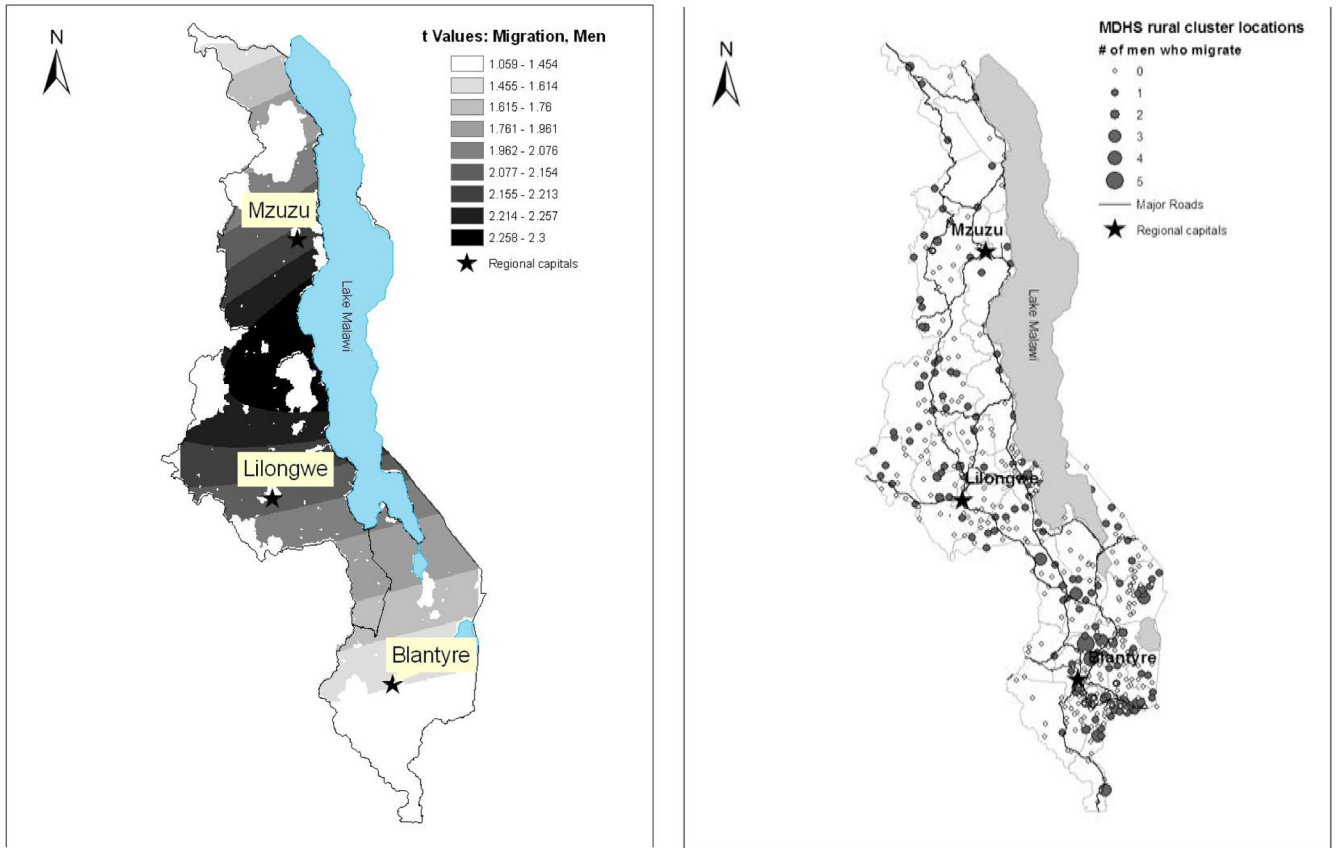 N
t Values: Migration, Men
1.059 - 1.454
1.455 - 1.614
1.615 - 1.76
1.761 - 1.961
1.962 - 2.076
2.077 - 2.154
2.155 - 2.213
2.214 - 2.257
2.258 - 2.3
Regional capitals
Mzuzu
Lake Malawi
Lilongwe
Blantyre
N
MDHS rural cluster locations
# of men who migrate
0
1
2
3
4
5
Major Roads
Regional capitals
Mzuzu
Lake Malawi
Lilongwe
Blantyre